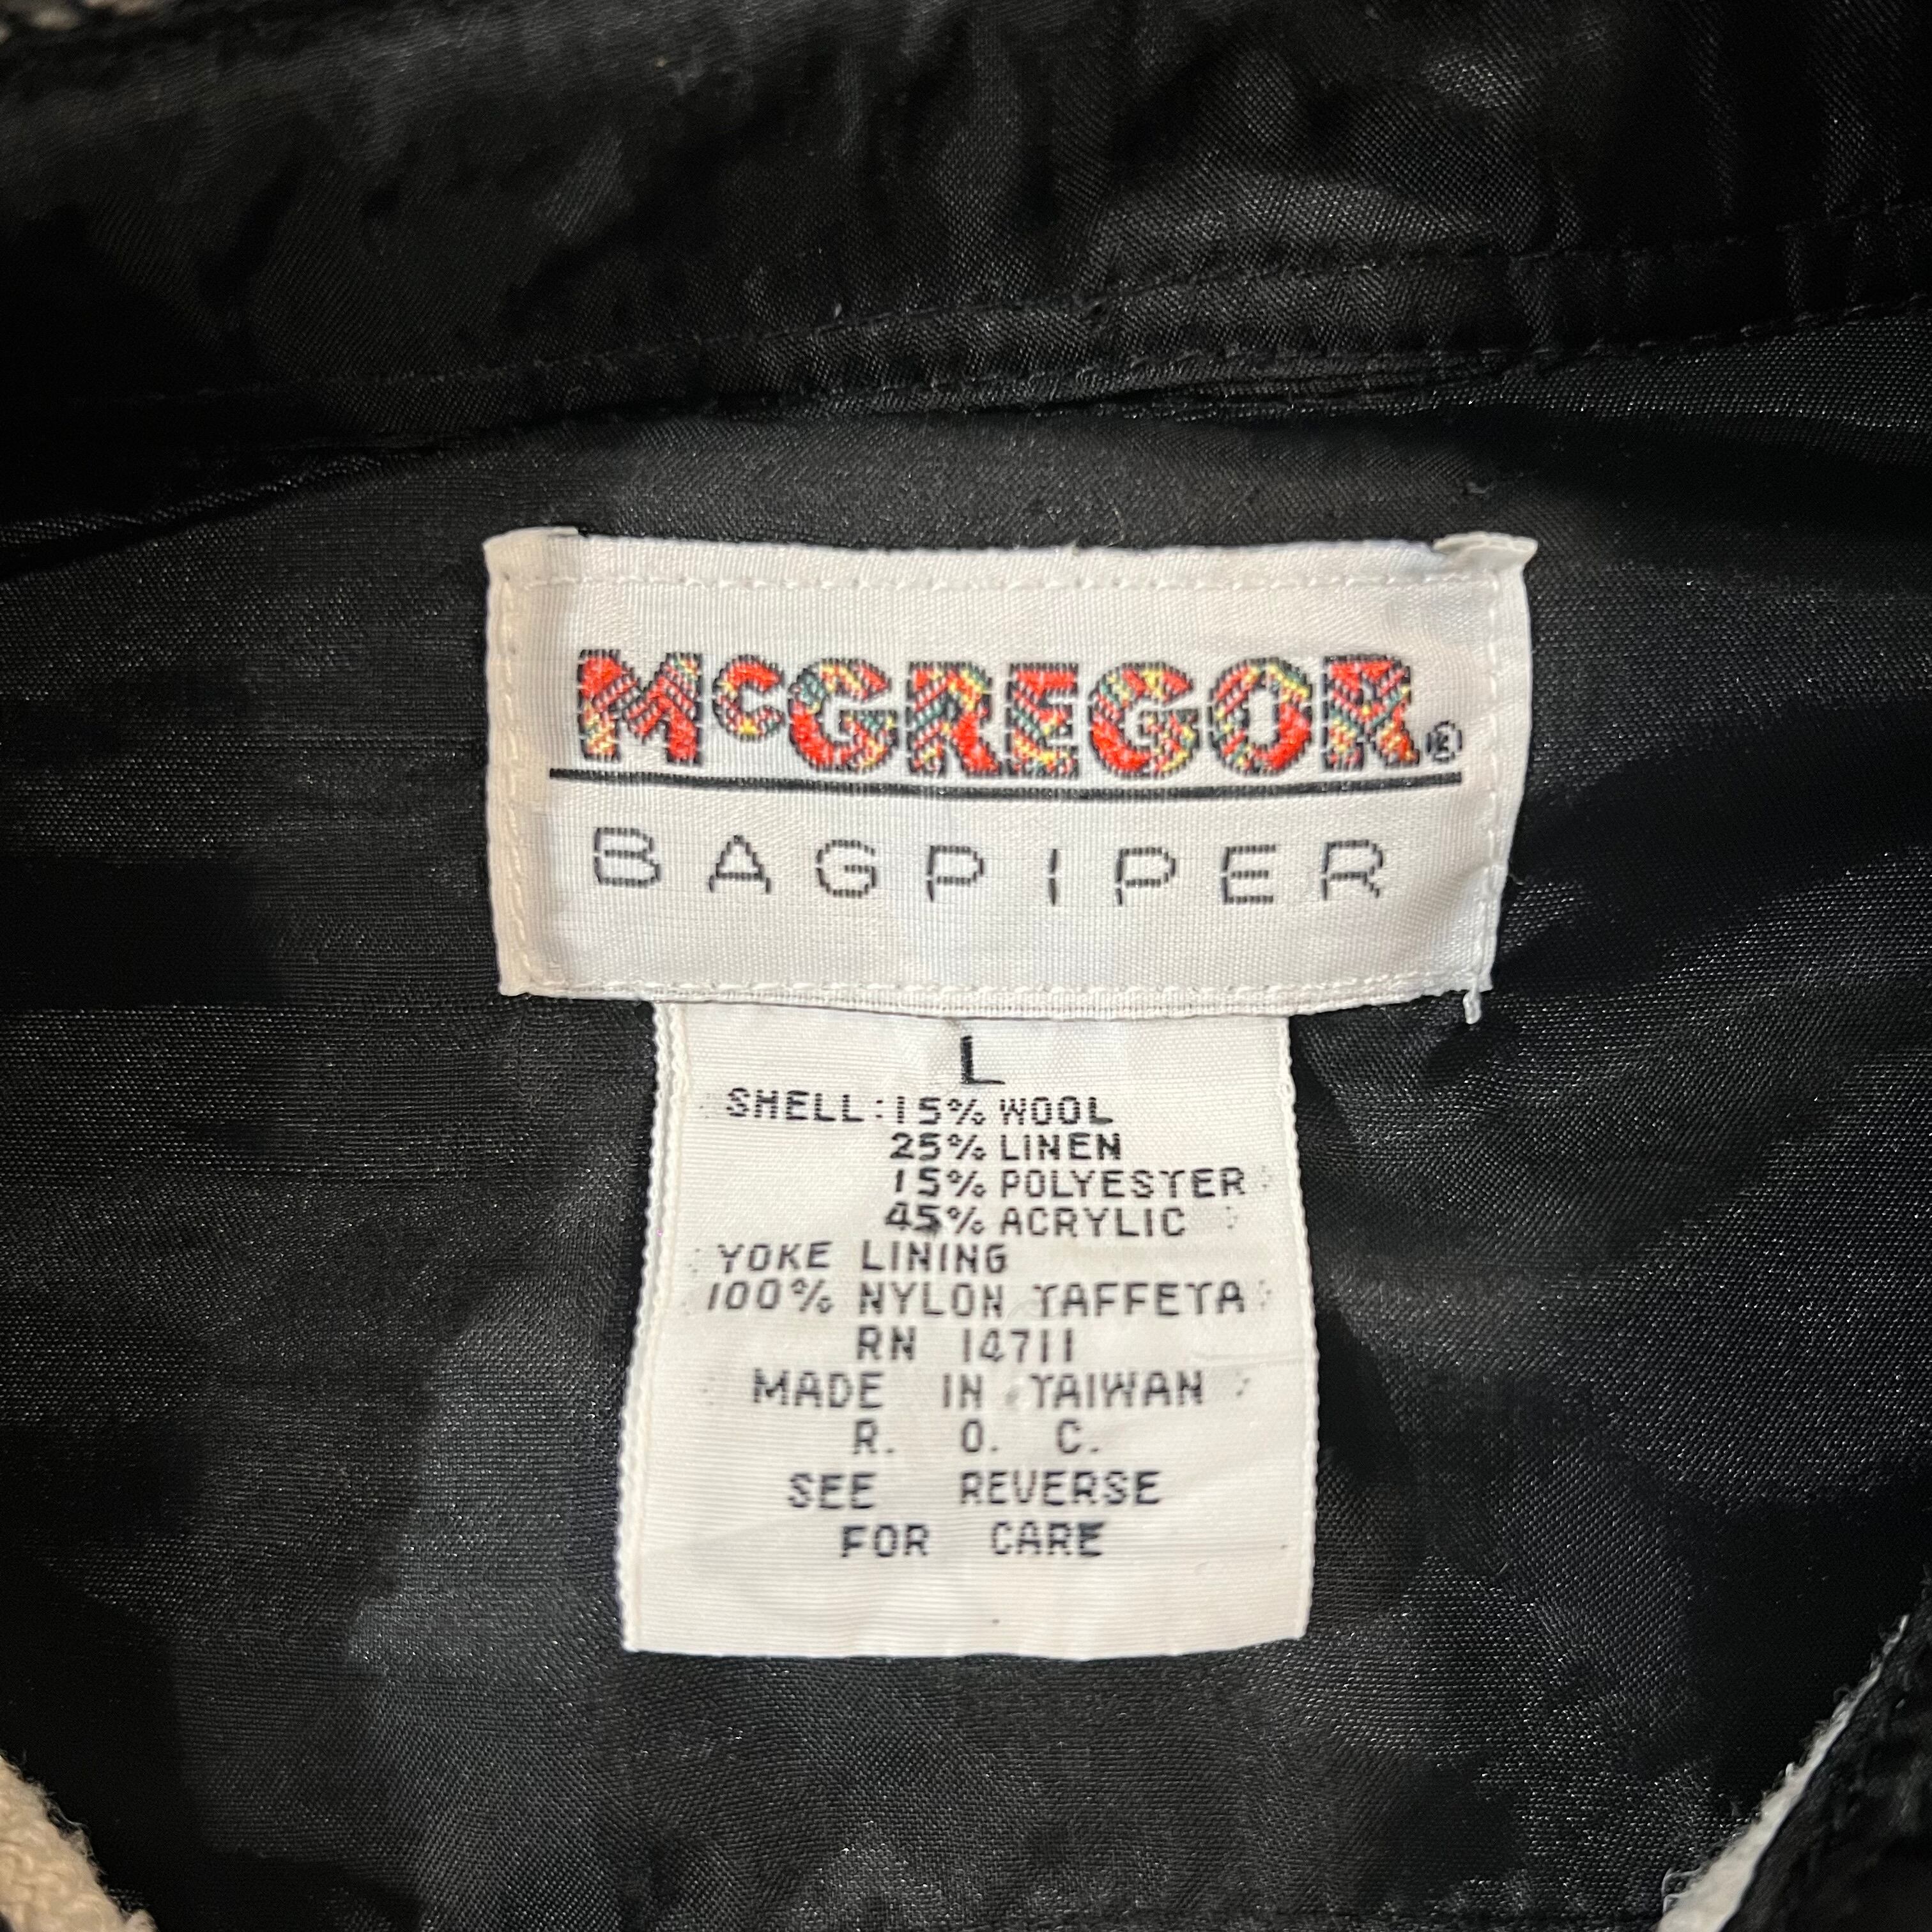 McGREGOR®
BAGPIPER
L
SHELL:15% WOOL
25% LINEN
15% POLYESTER
45% ACRYLIC
YOKE LINING
100% NYLON TAFFETA
RN 14711
MADE IN TAIWAN
R. O. C.
SEE REVERSE
FOR CARE